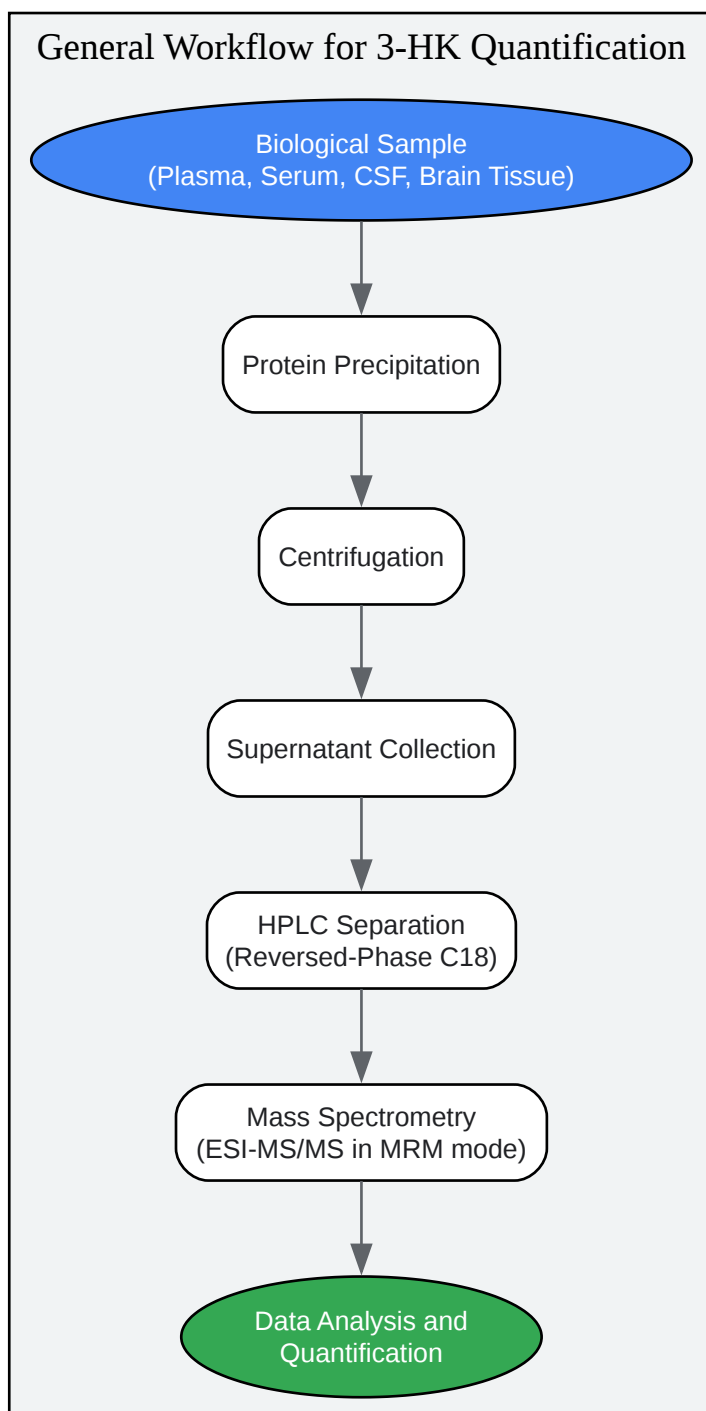 General Workflow for 3-HK Quantification
Biological Sample
(Plasma, Serum, CSF, Brain Tissue)
Protein Precipitation
Centrifugation
Supernatant Collection
HPLC Separation
(Reversed-Phase C18)
Mass Spectrometry
(ESI-MS/MS in MRM mode)
Data Analysis and
Quantification